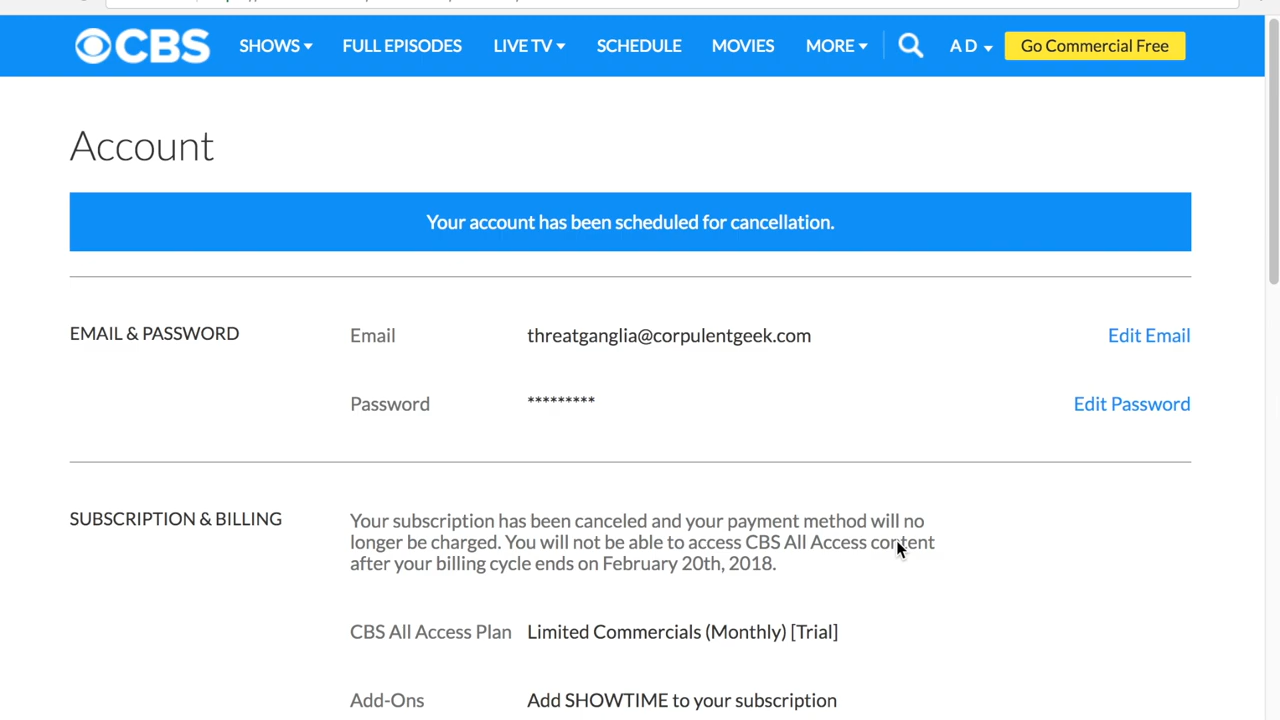 CBS SHOWS FULL EPISODES LIVE TV SCHEDULE MOVIES MORE A D Go Commercial Free
Account
Your account has been scheduled for cancellation.
EMAIL & PASSWORD Email threatganglia@corpulentgeek.com Edit Email
Password ********* Edit Password
SUBSCRIPTION & BILLING Your subscription has been canceled and your payment method will no
longer be charged. You will not be able to access CBS All Access content
after your billing cycle ends on February 20th, 2018.
CBS All Access Plan Limited Commercials (Monthly) [Trial]
Add-Ons Add SHOWTIME to your subscription